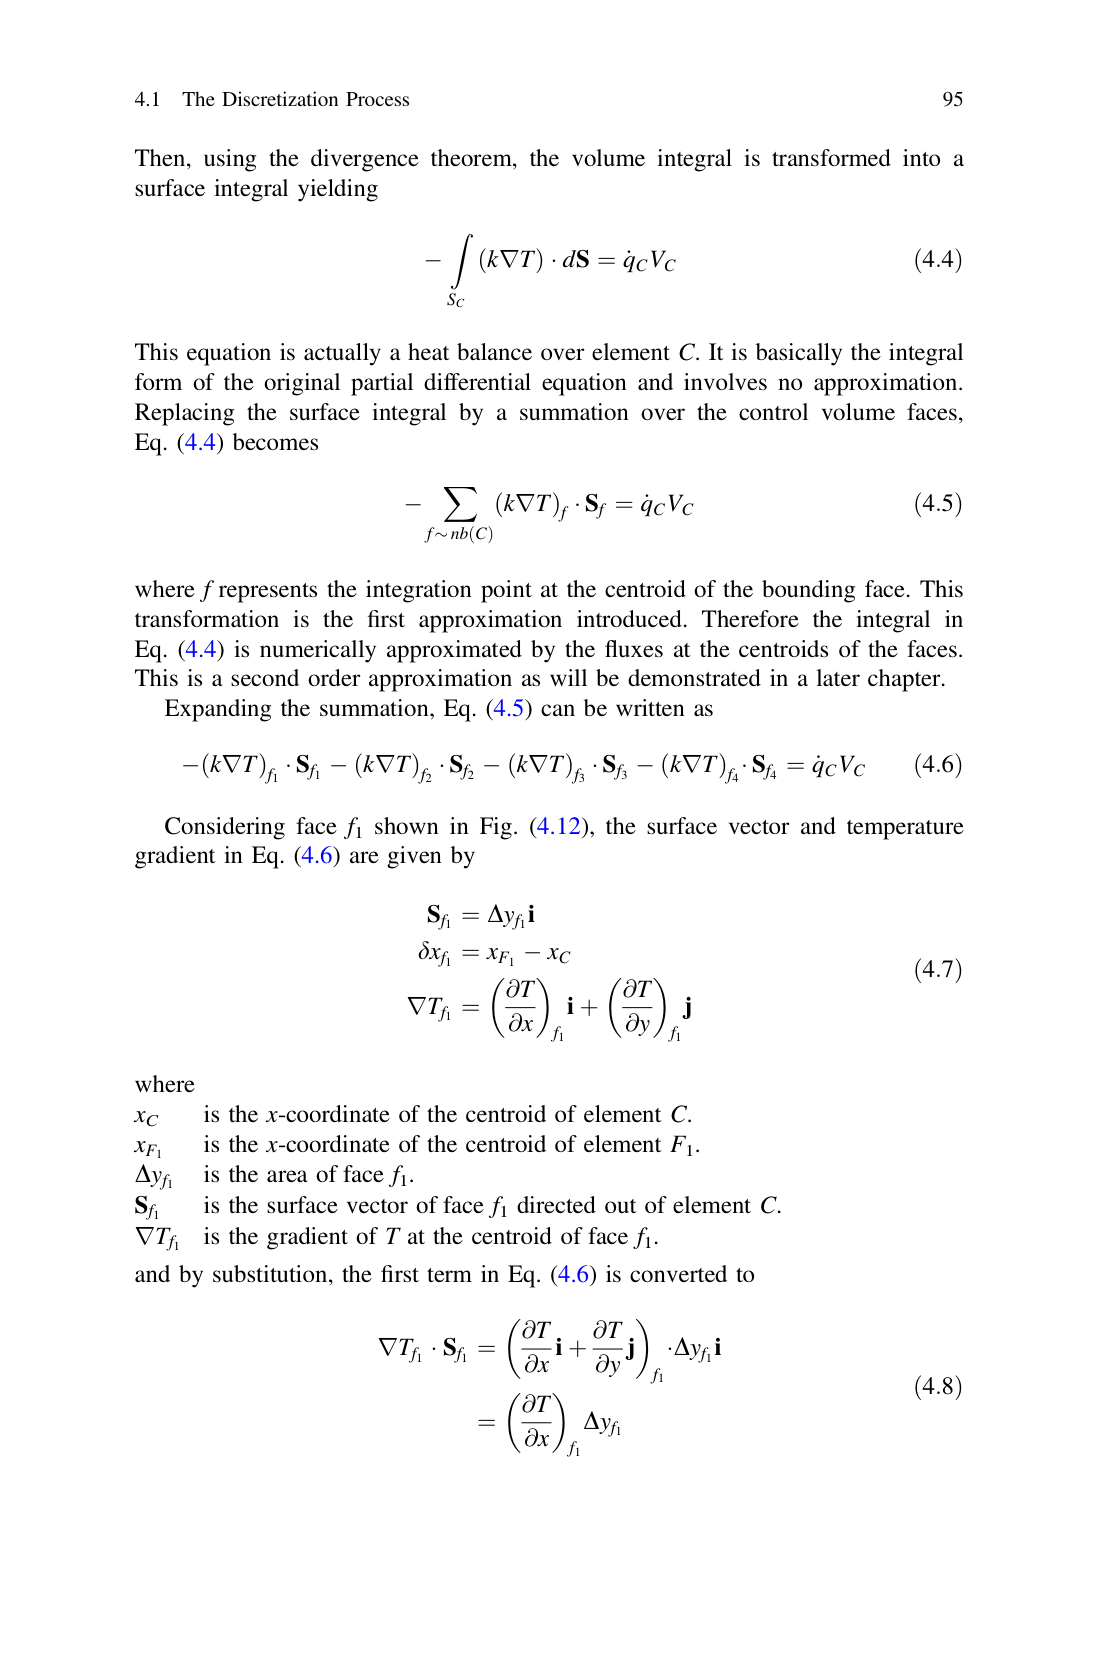 4.1 The Discretization Process 95
Then, using the divergence theorem, the volume integral is transformed into a
surface integral yielding
$$-\int\limits_{S_C} (k\nabla T) \cdot d\mathbf{S} = \dot{q}_C V_C \quad (4.4)$$
This equation is actually a heat balance over element C. It is basically the integral
form of the original partial differential equation and involves no approximation.
Replacing the surface integral by a summation over the control volume faces,
Eq. (4.4) becomes
$$-\sum_{f \sim nb(C)} (k\nabla T)_f \cdot \mathbf{S}_f = \dot{q}_C V_C \quad (4.5)$$
where f represents the integration point at the centroid of the bounding face. This
transformation is the first approximation introduced. Therefore the integral in
Eq. (4.4) is numerically approximated by the fluxes at the centroids of the faces.
This is a second order approximation as will be demonstrated in a later chapter.
Expanding the summation, Eq. (4.5) can be written as
$$-(k\nabla T)_{f_1} \cdot \mathbf{S}_{f_1} - (k\nabla T)_{f_2} \cdot \mathbf{S}_{f_2} - (k\nabla T)_{f_3} \cdot \mathbf{S}_{f_3} - (k\nabla T)_{f_4} \cdot \mathbf{S}_{f_4} = \dot{q}_C V_C \quad (4.6)$$
Considering face $f_1$ shown in Fig. (4.12), the surface vector and temperature
gradient in Eq. (4.6) are given by
$$\mathbf{S}_{f_1} = \Delta y_{f_1} \mathbf{i}$$
$$\delta x_{f_1} = x_{F_1} - x_C$$
$$\nabla T_{f_1} = \left(\frac{\partial T}{\partial x}\right)_{f_1} \mathbf{i} + \left(\frac{\partial T}{\partial y}\right)_{f_1} \mathbf{j} \quad (4.7)$$
where
$x_C$ is the x-coordinate of the centroid of element C.
$x_{F_1}$ is the x-coordinate of the centroid of element $F_1$.
$\Delta y_{f_1}$ is the area of face $f_1$.
$\mathbf{S}_{f_1}$ is the surface vector of face $f_1$ directed out of element C.
$\nabla T_{f_1}$ is the gradient of T at the centroid of face $f_1$.
and by substitution, the first term in Eq. (4.6) is converted to
$$\nabla T_{f_1} \cdot \mathbf{S}_{f_1} = \left(\frac{\partial T}{\partial x} \mathbf{i} + \frac{\partial T}{\partial y} \mathbf{j}\right)_{f_1} \cdot \Delta y_{f_1} \mathbf{i}$$
$$= \left(\frac{\partial T}{\partial x}\right)_{f_1} \Delta y_{f_1} \quad (4.8)$$